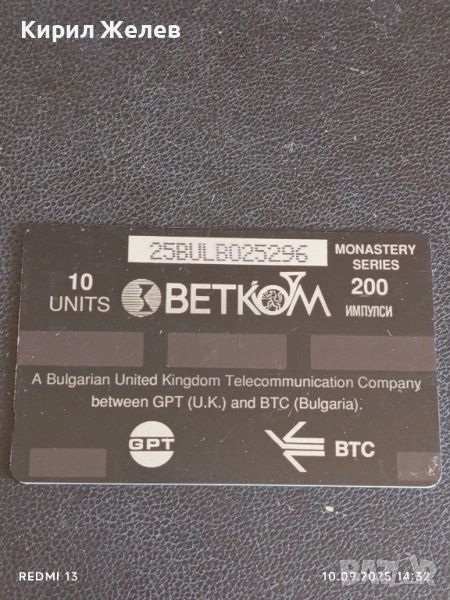 Кирил Желев
25BULB025296
MONASTERY
SERIES
10
UNITS
ВЕТКОМ
200
ИМПУЛСИ
A Bulgarian United Kingdom Telecommunication Company
between GPT (U.K.) and BTC (Bulgaria).
GPT
BTC
REDMI 13
10.09.2025 14:32